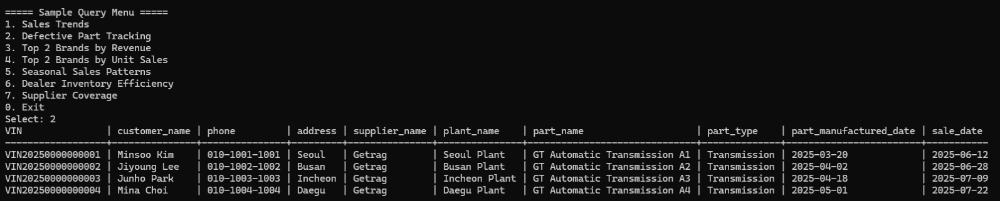 ===== Sample Query Menu =====
1. Sales Trends
2. Defective Part Tracking
3. Top 2 Brands by Revenue
4. Top 2 Brands by Unit Sales
5. Seasonal Sales Patterns
6. Dealer Inventory Efficiency
7. Supplier Coverage
0. Exit
Select: 2
VIN               | customer_name | phone         | address | supplier_name | plant_name    | part_name                    | part_type    | part_manufactured_date | sale_date
------------------+---------------+---------------+---------+---------------+---------------+------------------------------+--------------+------------------------+-----------
VIN20250000000001 | Minsoo Kim    | 010-1001-1001 | Seoul   | Getrag        | Seoul Plant   | GT Automatic Transmission A1 | Transmission | 2025-03-20             | 2025-06-12
VIN20250000000002 | Jiyoung Lee   | 010-1002-1002 | Busan   | Getrag        | Busan Plant   | GT Automatic Transmission A2 | Transmission | 2025-04-02             | 2025-06-28
VIN20250000000003 | Junho Park    | 010-1003-1003 | Incheon | Getrag        | Incheon Plant | GT Automatic Transmission A3 | Transmission | 2025-04-18             | 2025-07-09
VIN20250000000004 | Mina Choi     | 010-1004-1004 | Daegu   | Getrag        | Daegu Plant   | GT Automatic Transmission A4 | Transmission | 2025-05-01             | 2025-07-22